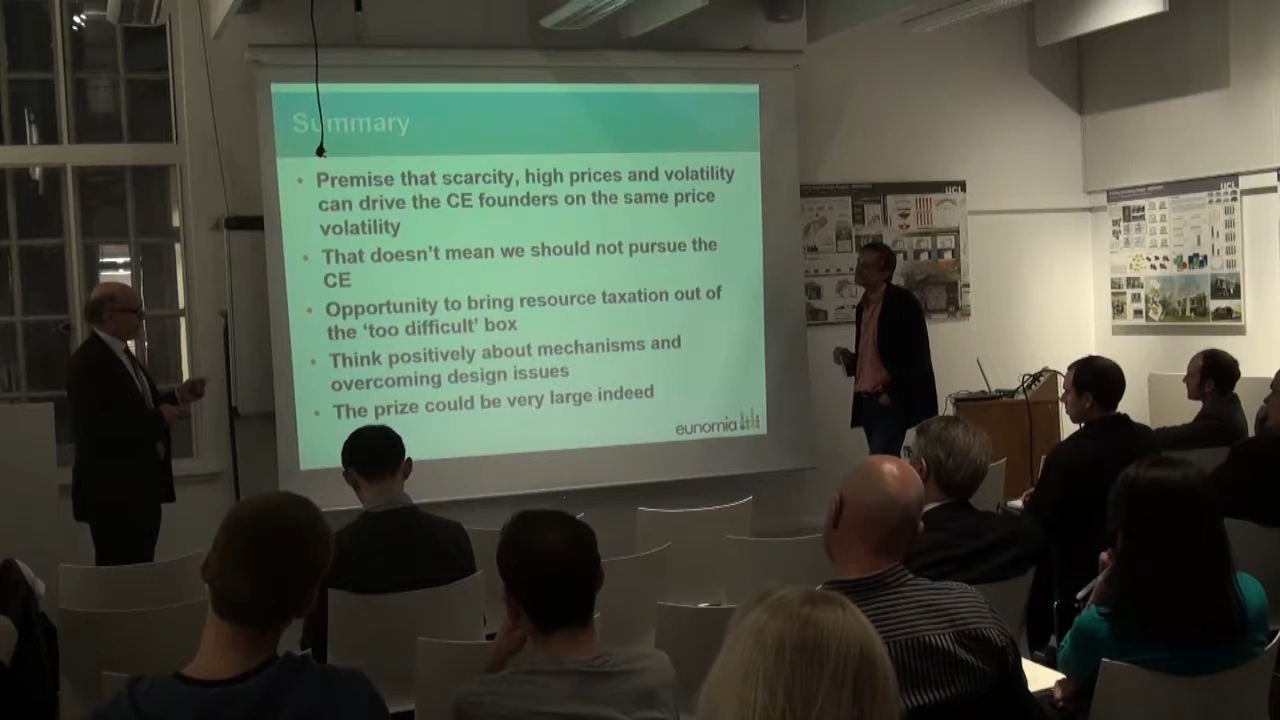 Summary
• Premise that scarcity, high prices and volatility
can drive the CE founders on the same price
volatility
• That doesn't mean we should not pursue the
CE
• Opportunity to bring resource taxation out of
the 'too difficult' box
• Think positively about mechanisms and
overcoming design issues
• The prize could be very large indeed
eunomia
UCL
UCL